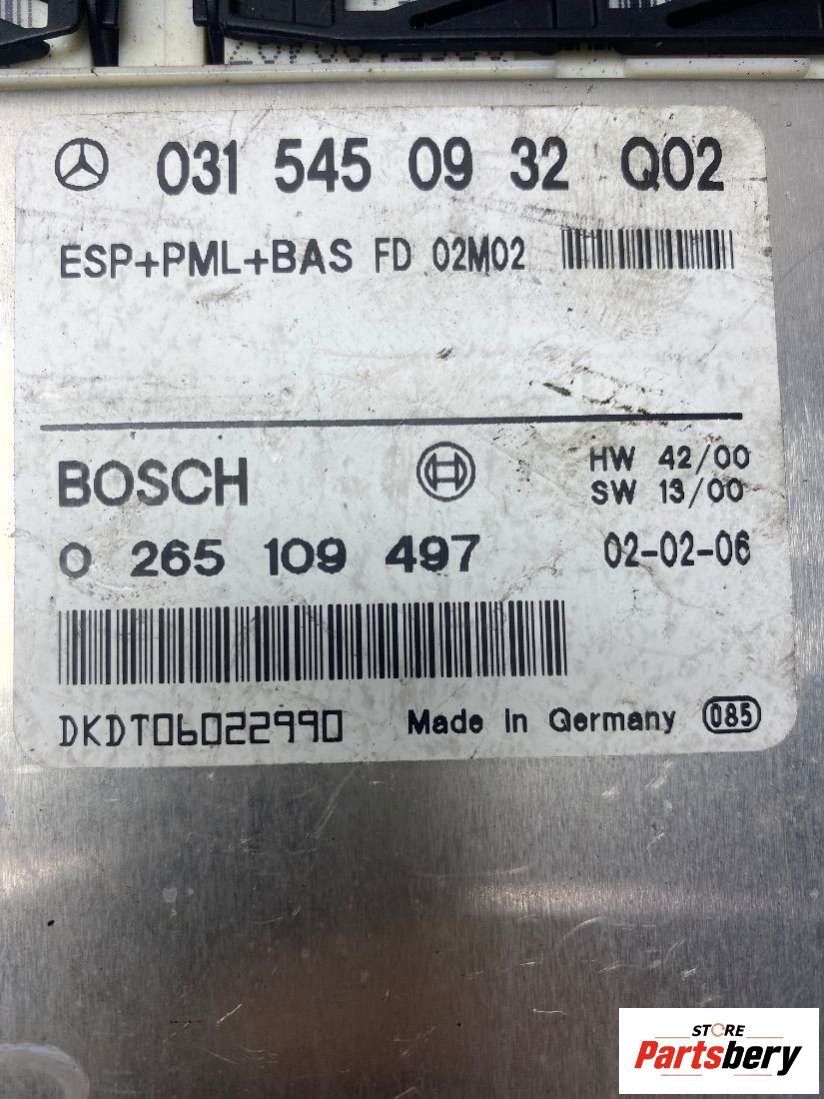 031 545 09 32 Q02
ESP+PML+BAS FD 02M02
BOSCH
HW 42/00
SW 13/00
0 265 109 497
02-02-06
DKDT06022990
Made In Germany 085
STORE
Partsbery